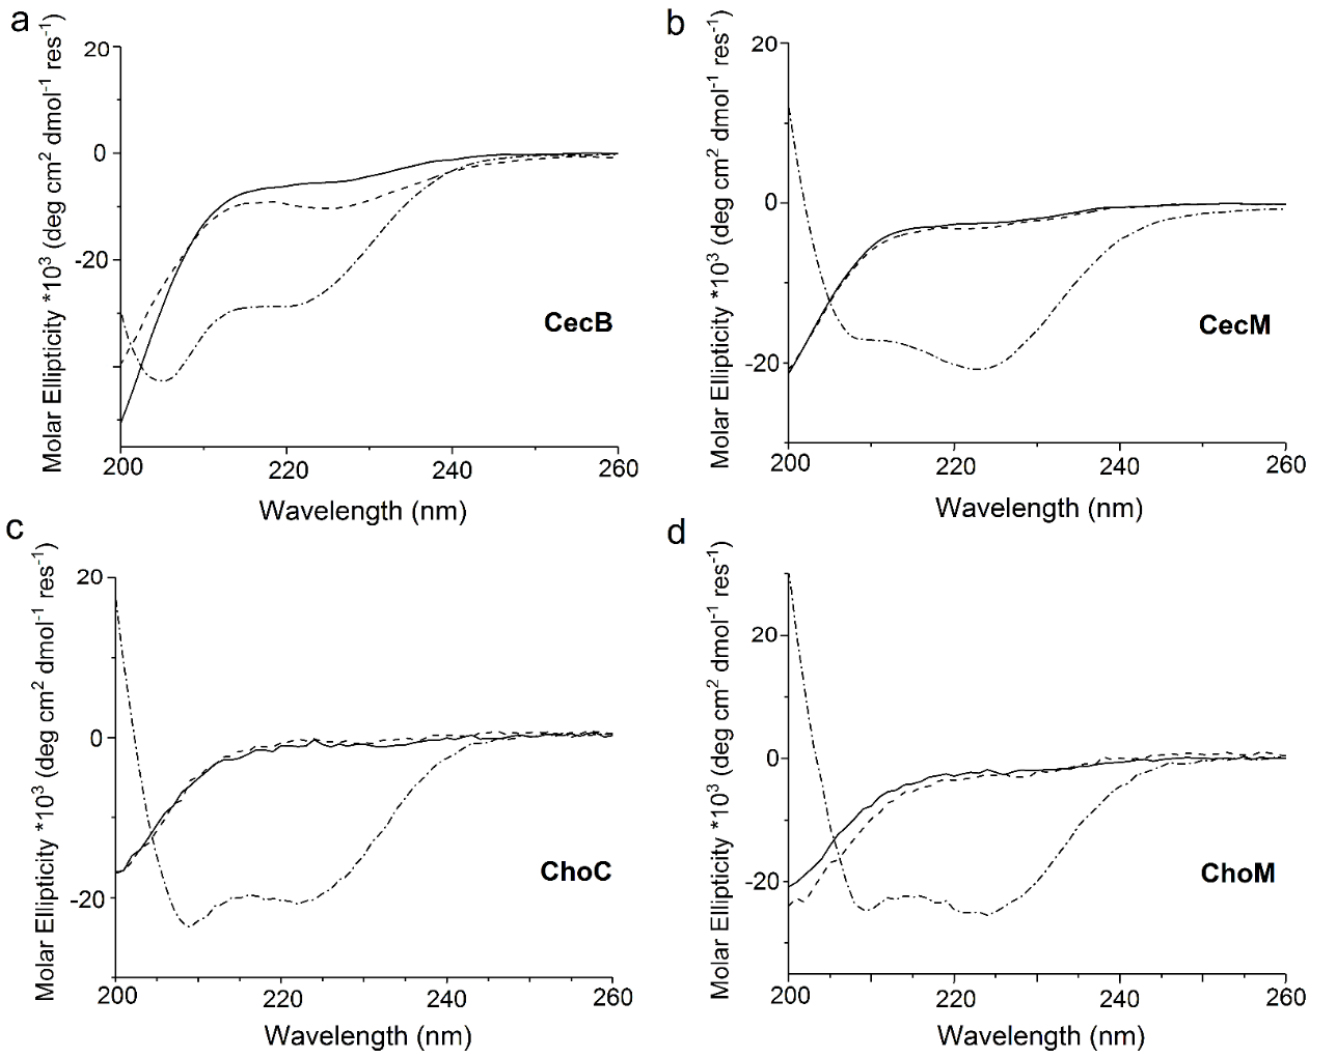 a
Molar Ellipticity *10³ (deg cm² dmol⁻¹ res⁻¹)
20
0
-20
CecB
200 220 240 260
Wavelength (nm)
b
Molar Ellipticity *10³ (deg cm² dmol⁻¹ res⁻¹)
20
0
-20
CecM
200 220 240 260
Wavelength (nm)
c
Molar Ellipticity *10³ (deg cm² dmol⁻¹ res⁻¹)
20
0
-20
ChoC
200 220 240 260
Wavelength (nm)
d
Molar Ellipticity *10³ (deg cm² dmol⁻¹ res⁻¹)
20
0
-20
ChoM
200 220 240 260
Wavelength (nm)